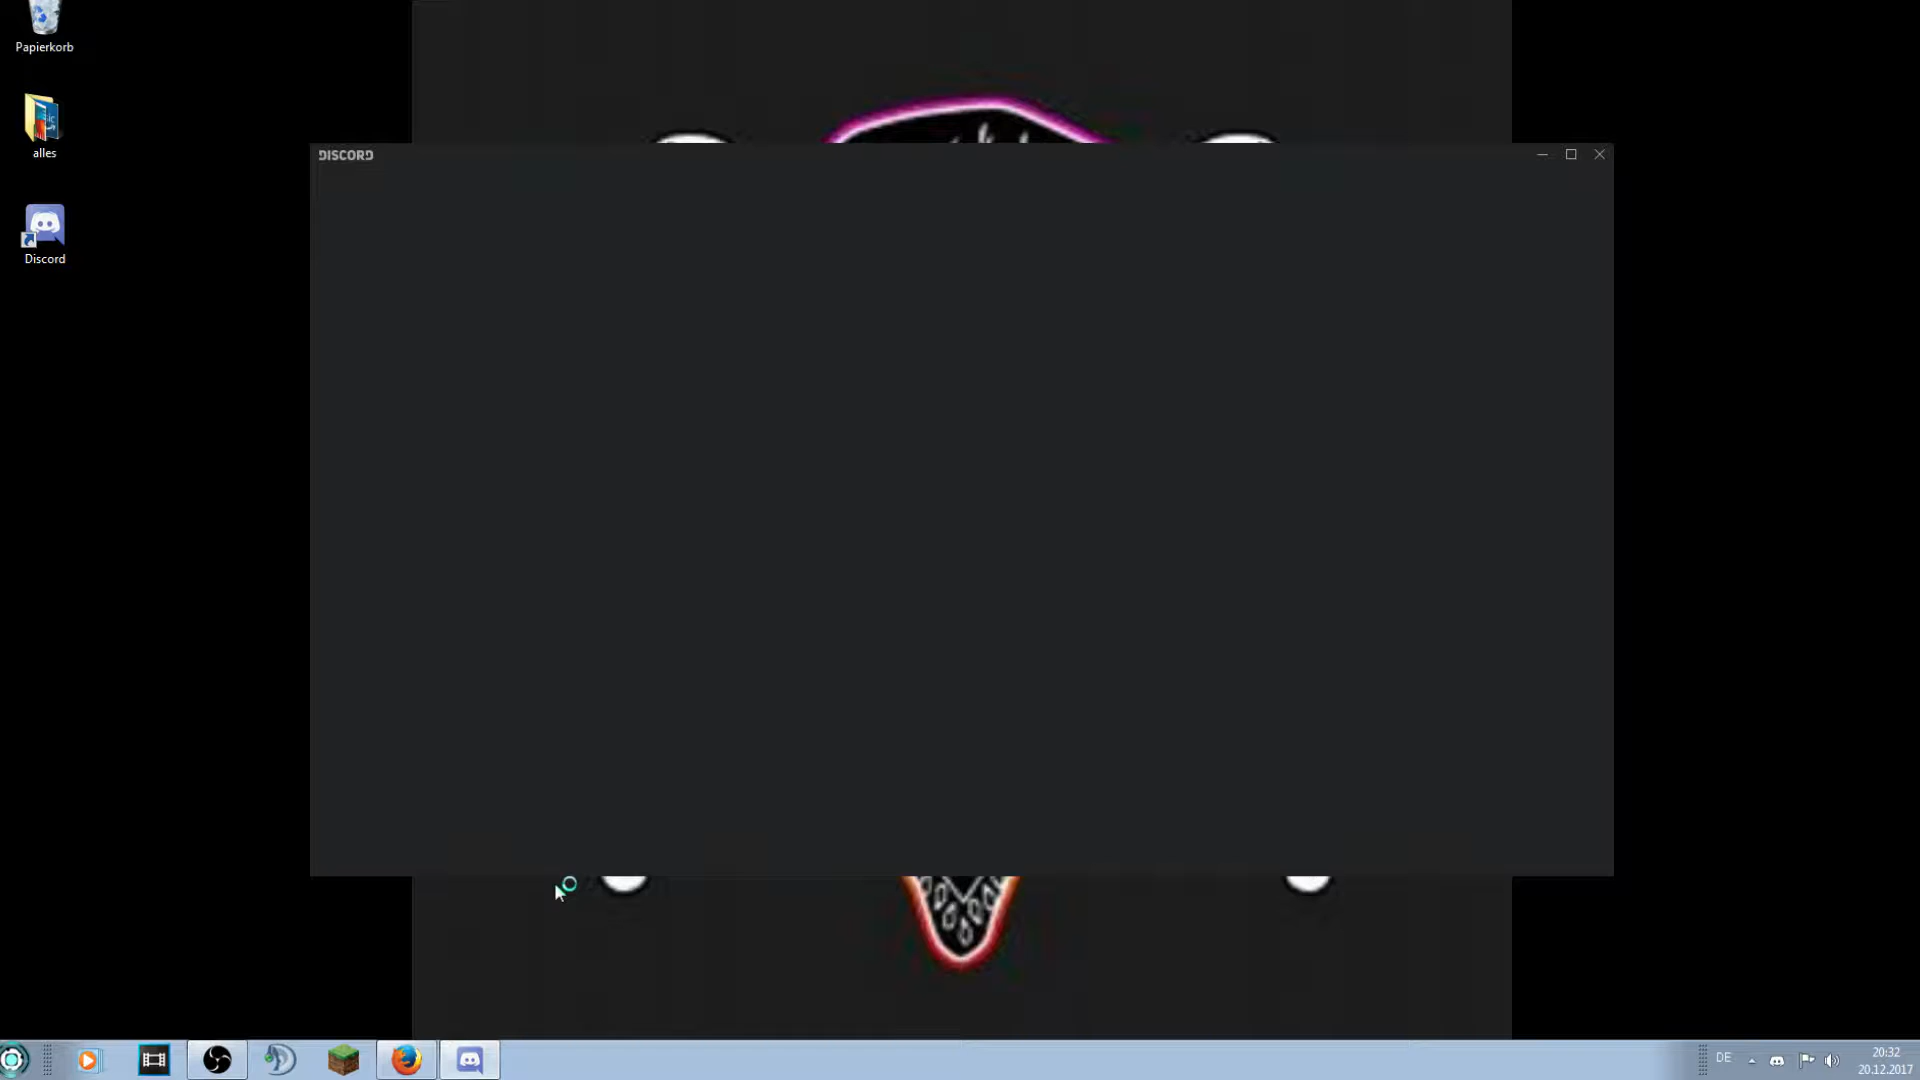 Papierkorb
DISCORD
alles
Discord
DE
20:32
20.12.2017